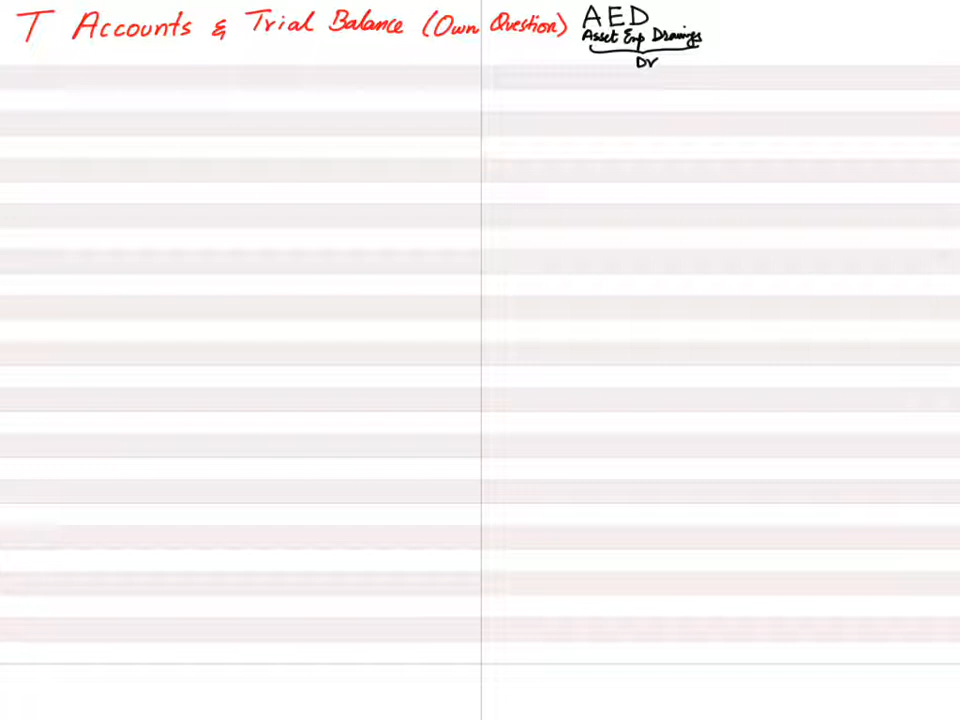 T Accounts & Trial Balance (Own Question)
AED
Asset Exp Drawings
Dr